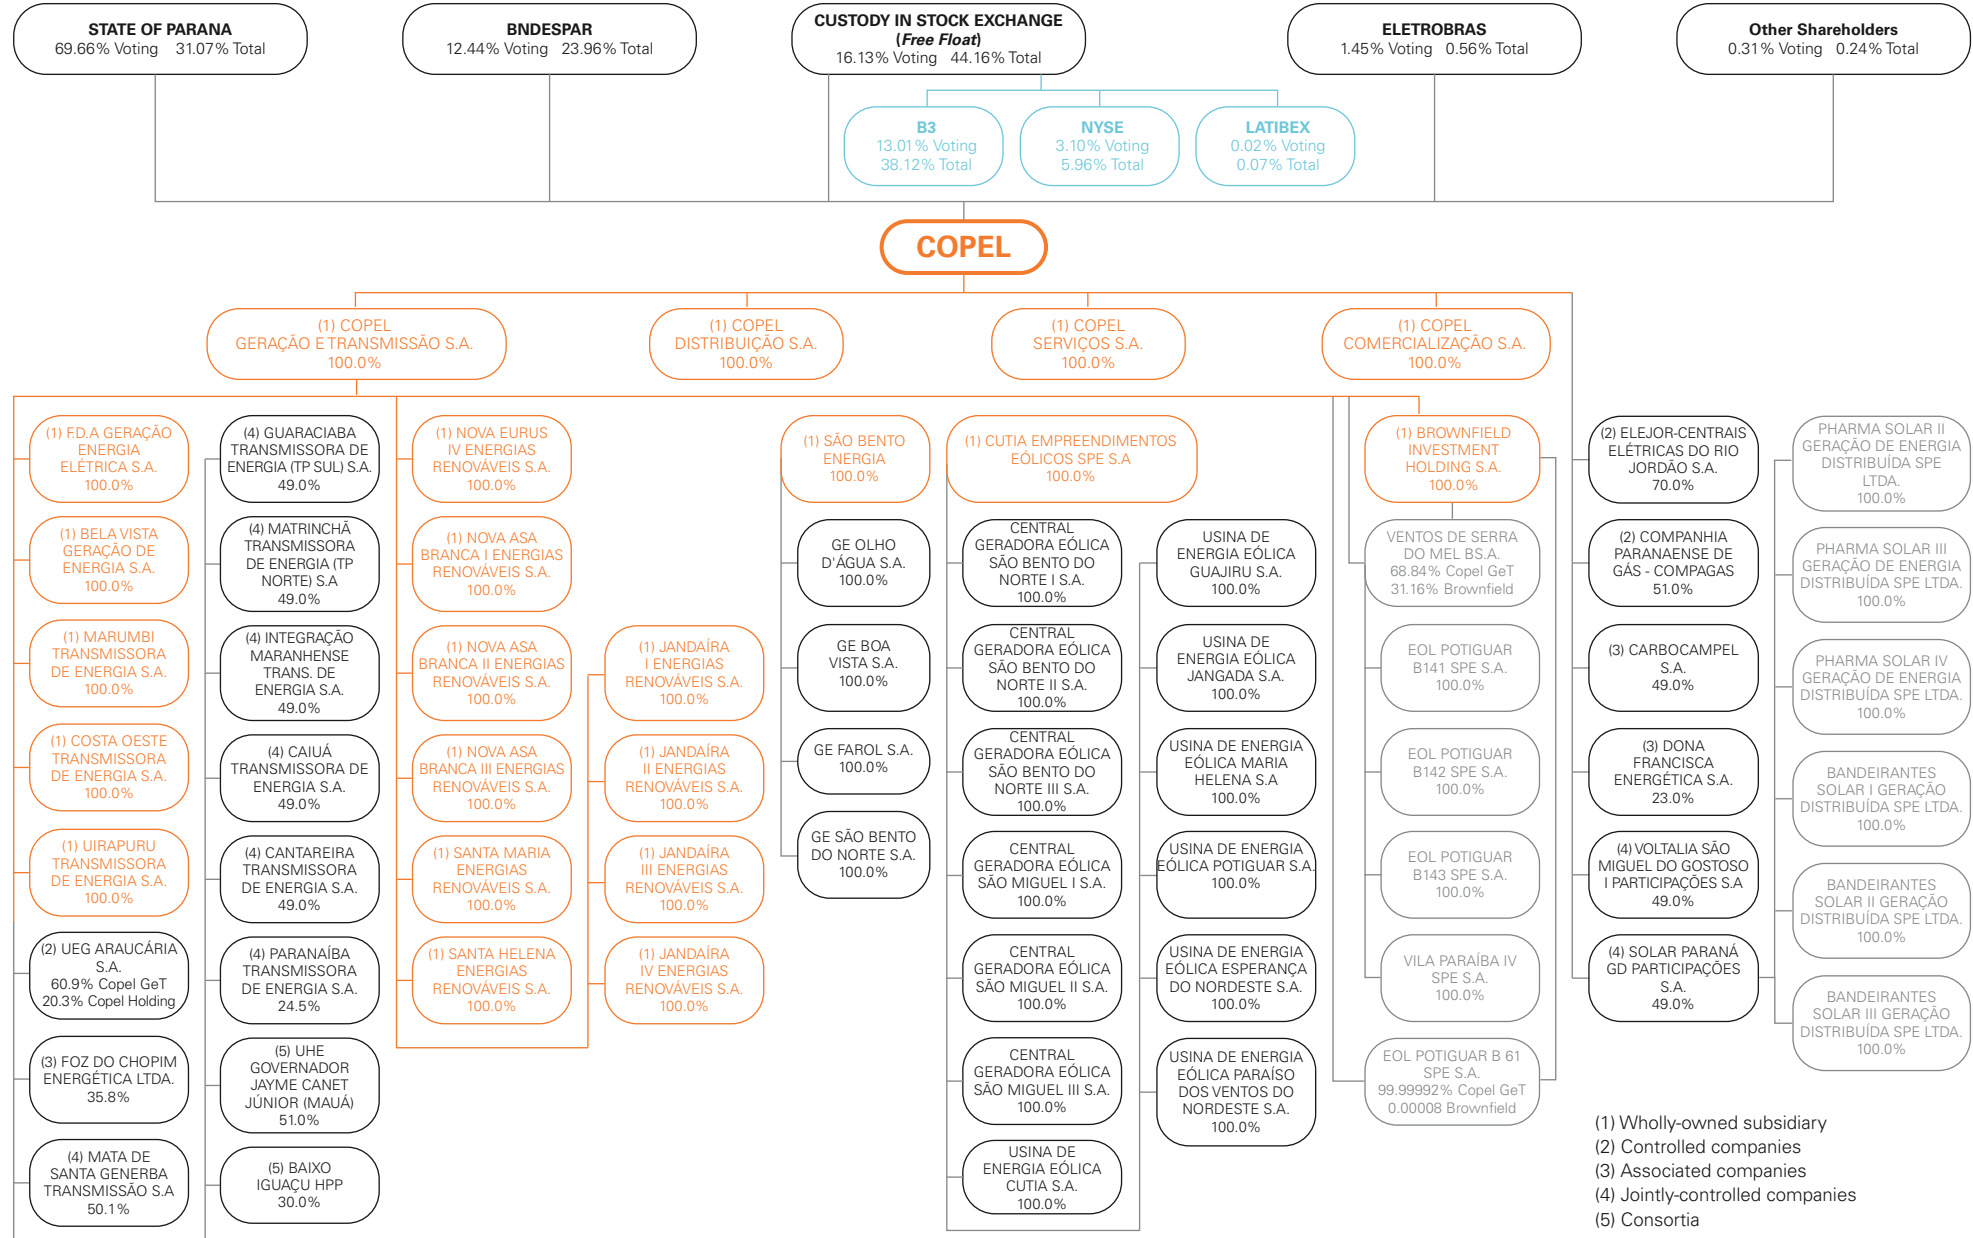 STATE OF PARANA
69.66% Voting 31.07% Total
BNDESPAR
12.44% Voting 23.96% Total
CUSTODY IN STOCK EXCHANGE
(Free Float)
16.13% Voting 44.16% Total
ELETROBRAS
1.45% Voting 0.56% Total
Other Shareholders
0.31% Voting 0.24% Total
B3
13.01% Voting
38.12% Total
NYSE
3.10% Voting
5.96% Total
LATIBEX
0.02% Voting
0.07% Total
COPEL
(1) COPEL
GERAÇÃO E TRANSMISSÃO S.A.
100.0%
(1) COPEL
DISTRIBUIÇÃO S.A.
100.0%
(1) COPEL
SERVIÇOS S.A.
100.0%
(1) COPEL
COMERCIALIZAÇÃO S.A.
100.0%
(1) F.D.A GERAÇÃO
ENERGIA
ELÉTRICA S.A.
100.0%
(1) BELA VISTA
GERAÇÃO DE
ENERGIA S.A.
100.0%
(1) MARUMBI
TRANSMISSORA
DE ENERGIA S.A.
100.0%
(1) COSTA OESTE
TRANSMISSORA
DE ENERGIA S.A.
100.0%
(1) UIRAPURU
TRANSMISSORA
DE ENERGIA S.A.
100.0%
(2) UEG ARAUCÁRIA
S.A.
60.9% Copel GeT
20.3% Copel Holding
(3) FOZ DO CHOPIM
ENERGÉTICA LTDA.
35.8%
(4) MATA DE
SANTA GENERBA
TRANSMISSÃO S.A
50.1%
(4) GUARACIABA
TRANSMISSORA DE
ENERGIA (TP SUL) S.A.
49.0%
(4) MATRINCHÃ
TRANSMISSORA
DE ENERGIA (TP
NORTE) S.A
49.0%
(4) INTEGRAÇÃO
MARANHENSE
TRANS. DE
ENERGIA S.A.
49.0%
(4) CAIUÁ
TRANSMISSORA DE
ENERGIA S.A.
49.0%
(4) CANTAREIRA
TRANSMISSORA
DE ENERGIA S.A.
49.0%
(4) PARANAÍBA
TRANSMISSORA
DE ENERGIA S.A.
24.5%
(5) UHE
GOVERNADOR
JAYME CANET
JÚNIOR (MAUÁ)
51.0%
(5) BAIXO
IGUAÇU HPP
30.0%
(1) NOVA EURUS
IV ENERGIAS
RENOVÁVEIS S.A.
100.0%
(1) NOVA ASA
BRANCA I ENERGIAS
RENOVÁVEIS S.A.
100.0%
(1) NOVA ASA
BRANCA II ENERGIAS
RENOVÁVEIS S.A.
100.0%
(1) NOVA ASA
BRANCA III ENERGIAS
RENOVÁVEIS S.A.
100.0%
(1) SANTA MARIA
ENERGIAS
RENOVÁVEIS S.A.
100.0%
(1) SANTA HELENA
ENERGIAS
RENOVÁVEIS S.A.
100.0%
(1) JANDAÍRA
I ENERGIAS
RENOVÁVEIS S.A.
100.0%
(1) JANDAÍRA
II ENERGIAS
RENOVÁVEIS S.A.
100.0%
(1) JANDAÍRA
III ENERGIAS
RENOVÁVEIS S.A.
100.0%
(1) JANDAÍRA
IV ENERGIAS
RENOVÁVEIS S.A.
100.0%
(1) SÃO BENTO
ENERGIA
100.0%
GE OLHO
D'ÁGUA S.A.
100.0%
GE BOA
VISTA S.A.
100.0%
GE FAROL S.A.
100.0%
GE SÃO BENTO
DO NORTE S.A.
100.0%
(1) CUTIA EMPREENDIMENTOS
EÓLICOS SPE S.A
100.0%
CENTRAL
GERADORA EÓLICA
SÃO BENTO DO
NORTE I S.A.
100.0%
CENTRAL
GERADORA EÓLICA
SÃO BENTO DO
NORTE II S.A.
100.0%
CENTRAL
GERADORA EÓLICA
SÃO BENTO DO
NORTE III S.A.
100.0%
CENTRAL
GERADORA EÓLICA
SÃO MIGUEL I S.A.
100.0%
CENTRAL
GERADORA EÓLICA
SÃO MIGUEL II S.A.
100.0%
CENTRAL
GERADORA EÓLICA
SÃO MIGUEL III S.A.
100.0%
USINA DE
ENERGIA EÓLICA
CUTIA S.A.
100.0%
USINA DE
ENERGIA EÓLICA
GUAJIRU S.A.
100.0%
USINA DE
ENERGIA EÓLICA
JANGADA S.A.
100.0%
USINA DE ENERGIA
EÓLICA MARIA
HELENA S.A
100.0%
USINA DE ENERGIA
EÓLICA POTIGUAR S.A.
100.0%
USINA DE ENERGIA
EÓLICA ESPERANÇA
DO NORDESTE S.A.
100.0%
USINA DE ENERGIA
EÓLICA PARAÍSO
DOS VENTOS DO
NORDESTE S.A.
100.0%
(1) BROWNFIELD
INVESTMENT
HOLDING S.A.
100.0%
VENTOS DE SERRA
DO MEL BS.A.
68.84% Copel GeT
31.16% Brownfield
EOL POTIGUAR
B141 SPE S.A.
100.0%
EOL POTIGUAR
B142 SPE S.A.
100.0%
EOL POTIGUAR
B143 SPE S.A.
100.0%
VILA PARAÍBA IV
SPE S.A.
100.0%
EOL POTIGUAR B 61
SPE S.A.
99.99992% Copel GeT
0.00008 Brownfield
(2) ELEJOR-CENTRAIS
ELÉTRICAS DO RIO
JORDÃO S.A.
70.0%
(2) COMPANHIA
PARANAENSE DE
GÁS - COMPAGAS
51.0%
(3) CARBOCAMPEL
S.A.
49.0%
(3) DONA
FRANCISCA
ENERGÉTICA S.A.
23.0%
(4) VOLTALIA SÃO
MIGUEL DO GOSTOSO
I PARTICIPAÇÕES S.A
49.0%
(4) SOLAR PARANÁ
GD PARTICIPAÇÕES
S.A.
49.0%
PHARMA SOLAR II
GERAÇÃO DE ENERGIA
DISTRIBUÍDA SPE
LTDA.
100.0%
PHARMA SOLAR III
GERAÇÃO DE ENERGIA
DISTRIBUÍDA SPE LTDA.
100.0%
PHARMA SOLAR IV
GERAÇÃO DE ENERGIA
DISTRIBUÍDA SPE LTDA.
100.0%
BANDEIRANTES
SOLAR I GERAÇÃO
DISTRIBUÍDA SPE LTDA.
100.0%
BANDEIRANTES
SOLAR II GERAÇÃO
DISTRIBUÍDA SPE LTDA.
100.0%
BANDEIRANTES
SOLAR III GERAÇÃO
DISTRIBUÍDA SPE LTDA.
100.0%
(1) Wholly-owned subsidiary
(2) Controlled companies
(3) Associated companies
(4) Jointly-controlled companies
(5) Consortia